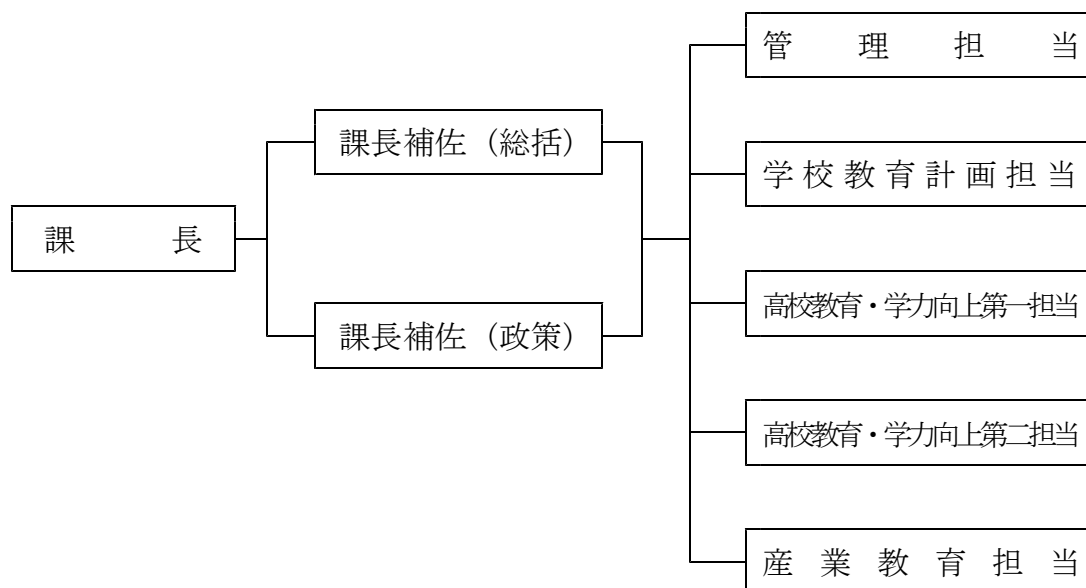 課長
課長補佐（総括）
課長補佐（政策）
管理担当
学校教育計画担当
高校教育・学力向上第一担当
高校教育・学力向上第二担当
産業教育担当